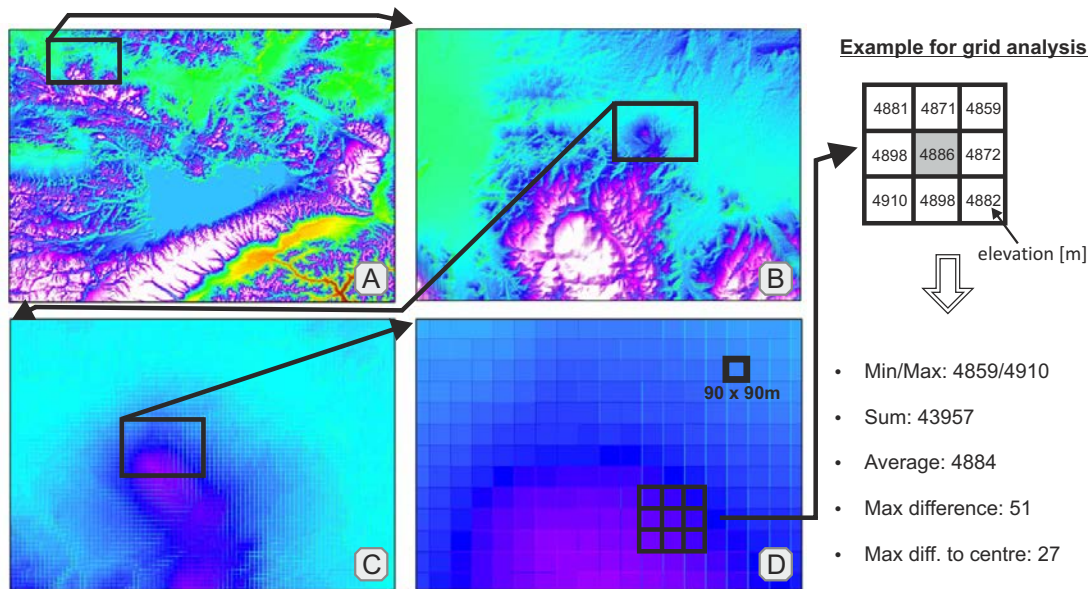 Example for grid analysis
4881 4871 4859
4898 4886 4872
4910 4898 4882
elevation [m]
A
B
C
D
90 x 90m
• Min/Max: 4859/4910
• Sum: 43957
• Average: 4884
• Max difference: 51
• Max diff. to centre: 27